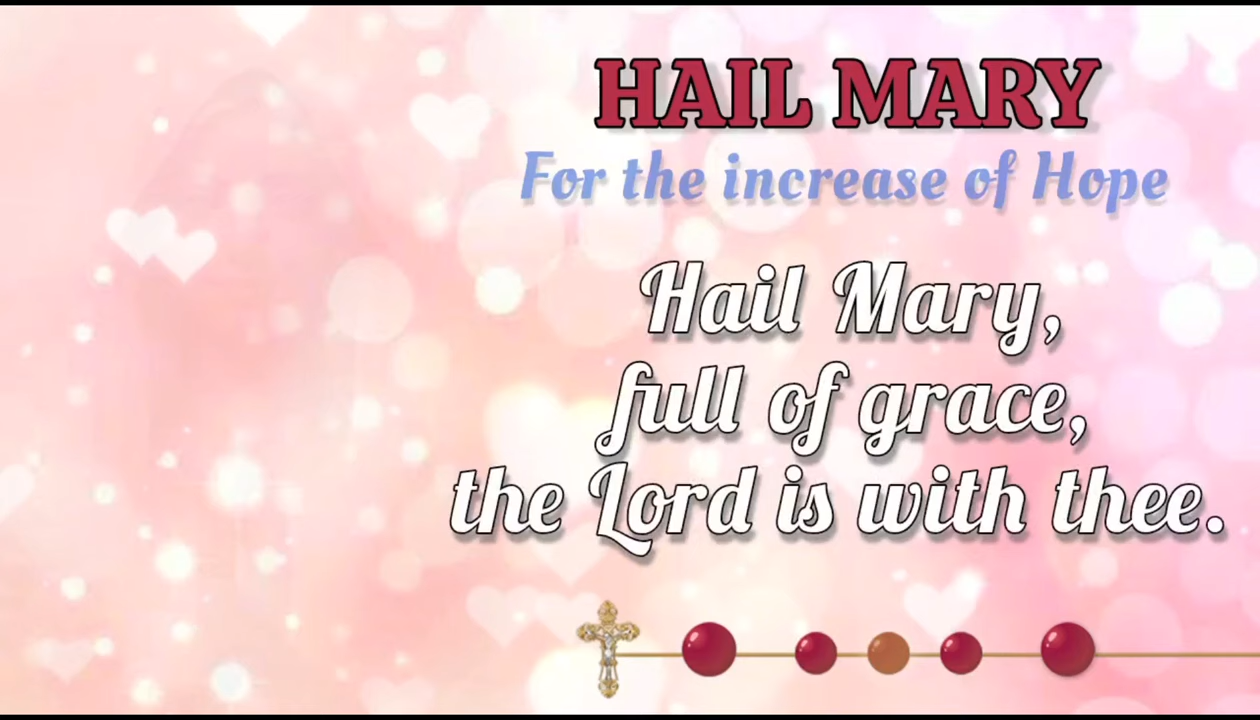 HAIL MARY
For the increase of Hope
Hail Mary,
full of grace,
the Lord is with thee.